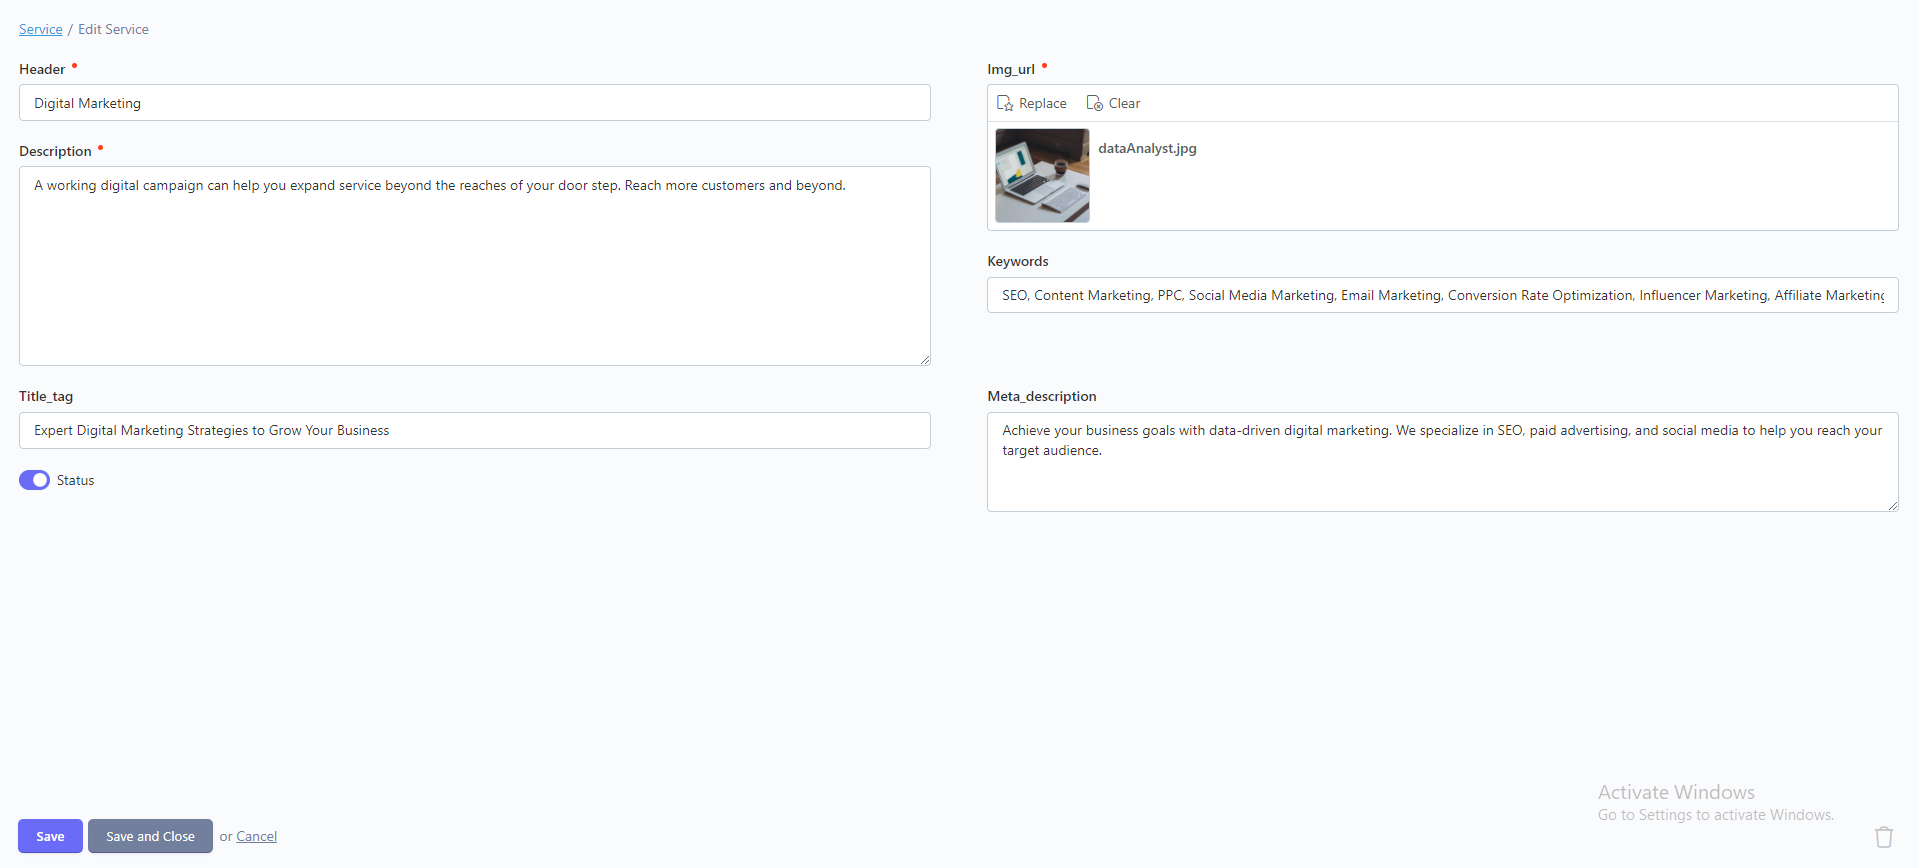 Service / Edit Service
Header
Digital Marketing
Description
A working digital campaign can help you expand service beyond the reaches of your door step. Reach more customers and beyond.
Img_url
Replace Clear
dataAnalyst.jpg
Keywords
SEO, Content Marketing, PPC, Social Media Marketing, Email Marketing, Conversion Rate Optimization, Influencer Marketing, Affiliate Marketing
Title_tag
Expert Digital Marketing Strategies to Grow Your Business
Status
Meta_description
Achieve your business goals with data-driven digital marketing. We specialize in SEO, paid advertising, and social media to help you reach your
target audience.
Activate Windows
Go to Settings to activate Windows.
Save Save and Close or Cancel